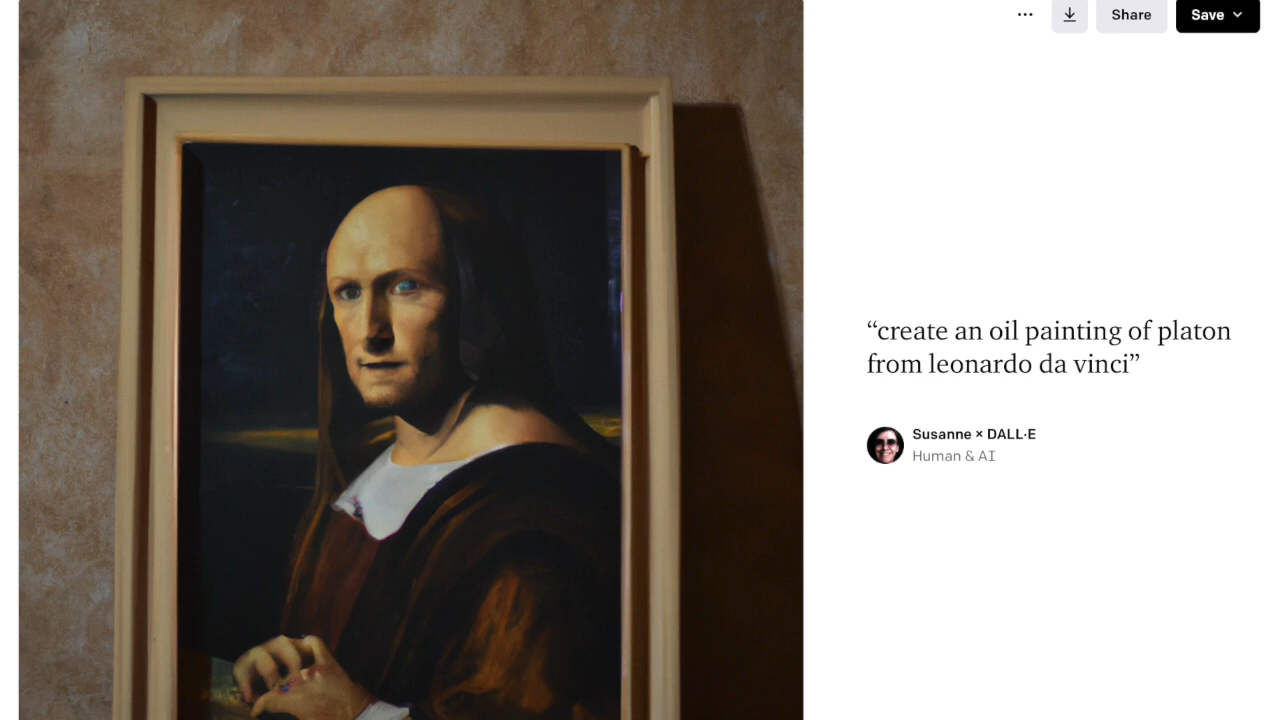 Share
Save
“create an oil painting of platon
from leonardo da vinci”
Susanne × DALL·E
Human & AI